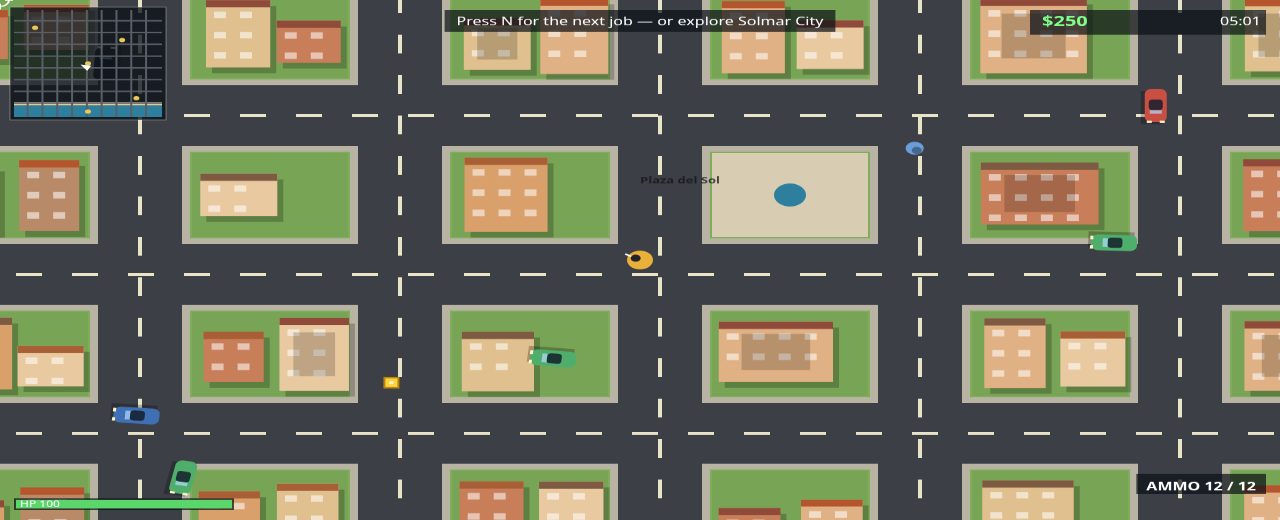 Press N for the next job — or explore Solmar City
$250
05:01
Plaza del Sol
HP 100
AMMO 12 / 12